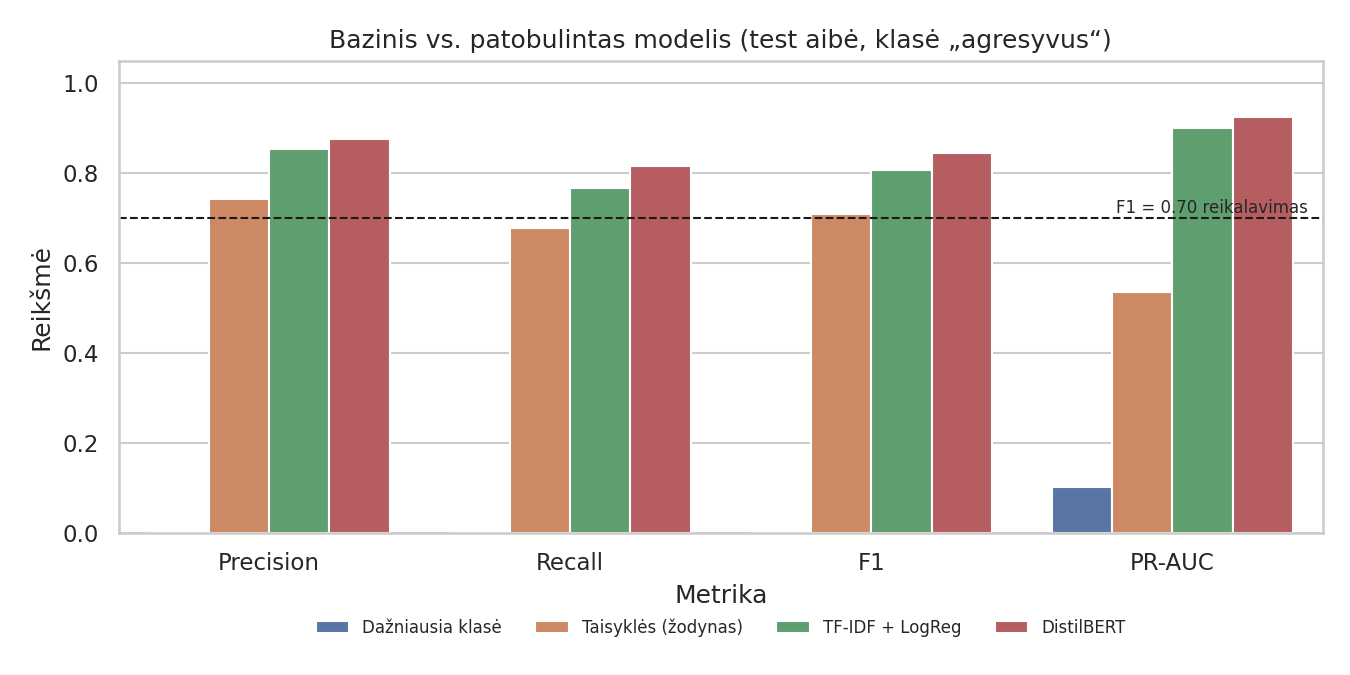 Bazinis vs. patobulintas modelis (test aibė, klasė „agresyvus“)
1.0
0.8
0.6
0.4
0.2
0.0
Reikšmė
F1 = 0.70 reikalavimas
Precision Recall F1 PR-AUC
Metrika
Dažniausia klasė Taisyklės (žodynas) TF-IDF + LogReg DistilBERT